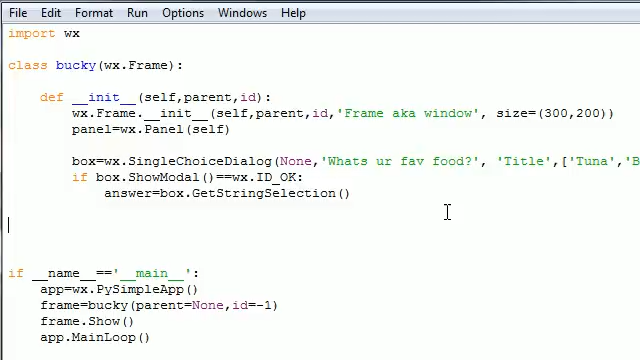 File Edit Format Run Options Windows Help
import wx
class bucky(wx.Frame):
def __init__(self,parent,id):
wx.Frame.__init__(self,parent,id,'Frame aka window', size=(300,200))
panel=wx.Panel(self)
box=wx.SingleChoiceDialog(None,'Whats ur fav food?', 'Title',['Tuna','B
if box.ShowModal()==wx.ID_OK:
answer=box.GetStringSelection()
if __name__=='__main__':
app=wx.PySimpleApp()
frame=bucky(parent=None,id=-1)
frame.Show()
app.MainLoop()